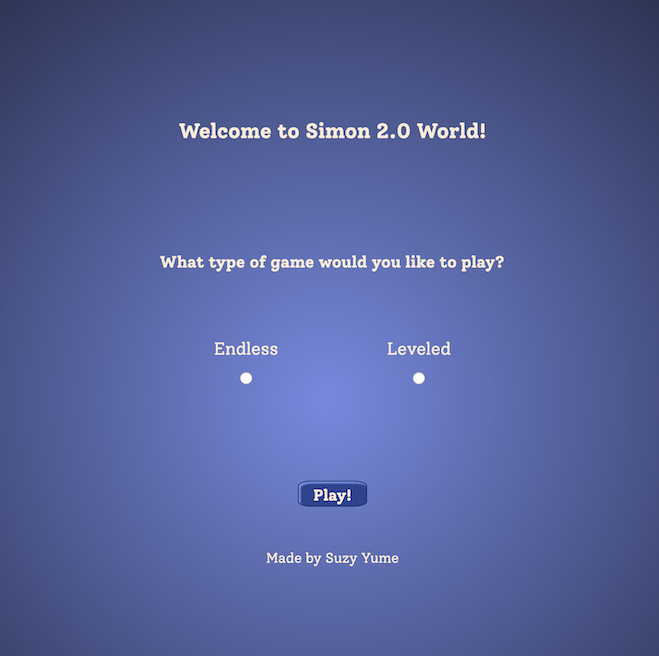 Welcome to Simon 2.0 World!
What type of game would you like to play?
Endless Leveled
Play!
Made by Suzy Yume